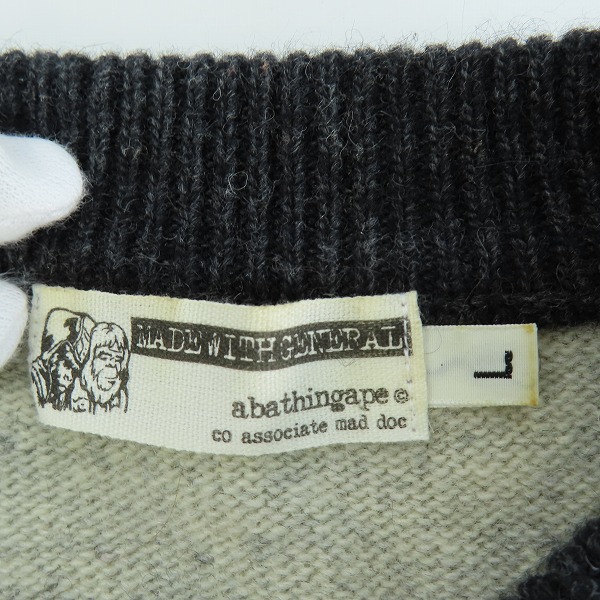 MADE WITH GENERAL
abathingape©
co associate mad doc
L